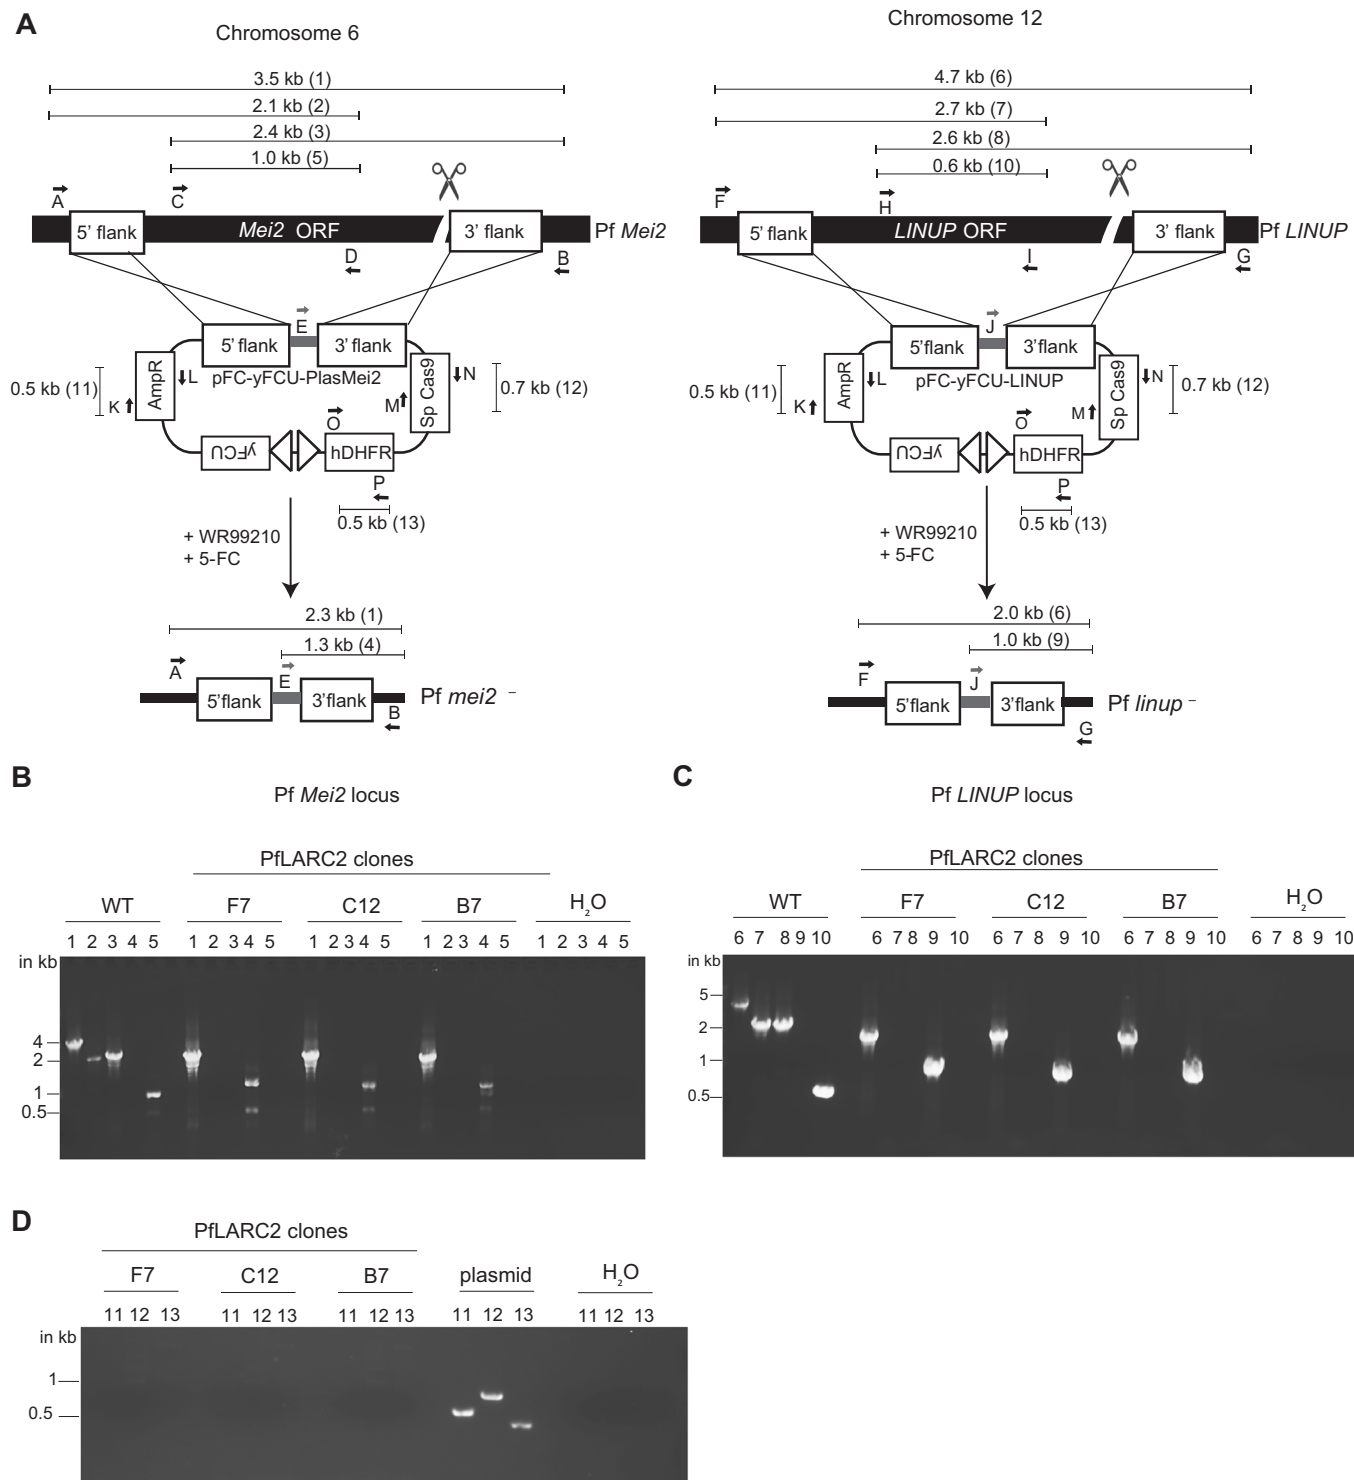 A
Chromosome 6
3.5 kb (1)
2.1 kb (2)
2.4 kb (3)
1.0 kb (5)
A
C
5' flank
Mei2 ORF
3' flank
Pf Mei2
D
B
E
5' flank
3' flank
pFC-yFCU-PlasMei2
0.5 kb (11)
AmpR
L
K
N
M
Sp Cas9
0.7 kb (12)
O
yFCU
hDHFR
P
0.5 kb (13)
+ WR99210
+ 5-FC
2.3 kb (1)
1.3 kb (4)
A
E
5'flank
3'flank
B
Pf mei2 –
Chromosome 12
4.7 kb (6)
2.7 kb (7)
2.6 kb (8)
0.6 kb (10)
F
H
5' flank
LINUP ORF
3' flank
Pf LINUP
I
G
J
5' flank
3' flank
pFC-yFCU-LINUP
0.5 kb (11)
AmpR
L
K
N
M
Sp Cas9
0.7 kb (12)
O
yFCU
hDHFR
P
0.5 kb (13)
+ WR99210
+ 5-FC
2.0 kb (6)
1.0 kb (9)
F
J
5'flank
3'flank
G
Pf linup –
B
Pf Mei2 locus
PfLARC2 clones
WT F7 C12 B7 H₂O
1 2 3 4 5 1 2 3 4 5 1 2 3 4 5 1 2 3 4 5 1 2 3 4 5
in kb
4
2
1
0.5
C
Pf LINUP locus
PfLARC2 clones
WT F7 C12 B7 H₂O
6 7 8 9 10 6 7 8 9 10 6 7 8 9 10 6 7 8 9 10 6 7 8 9 10
in kb
5
2
1
0.5
D
PfLARC2 clones
F7 C12 B7 plasmid H₂O
11 12 13 11 12 13 11 12 13 11 12 13 11 12 13
in kb
1
0.5